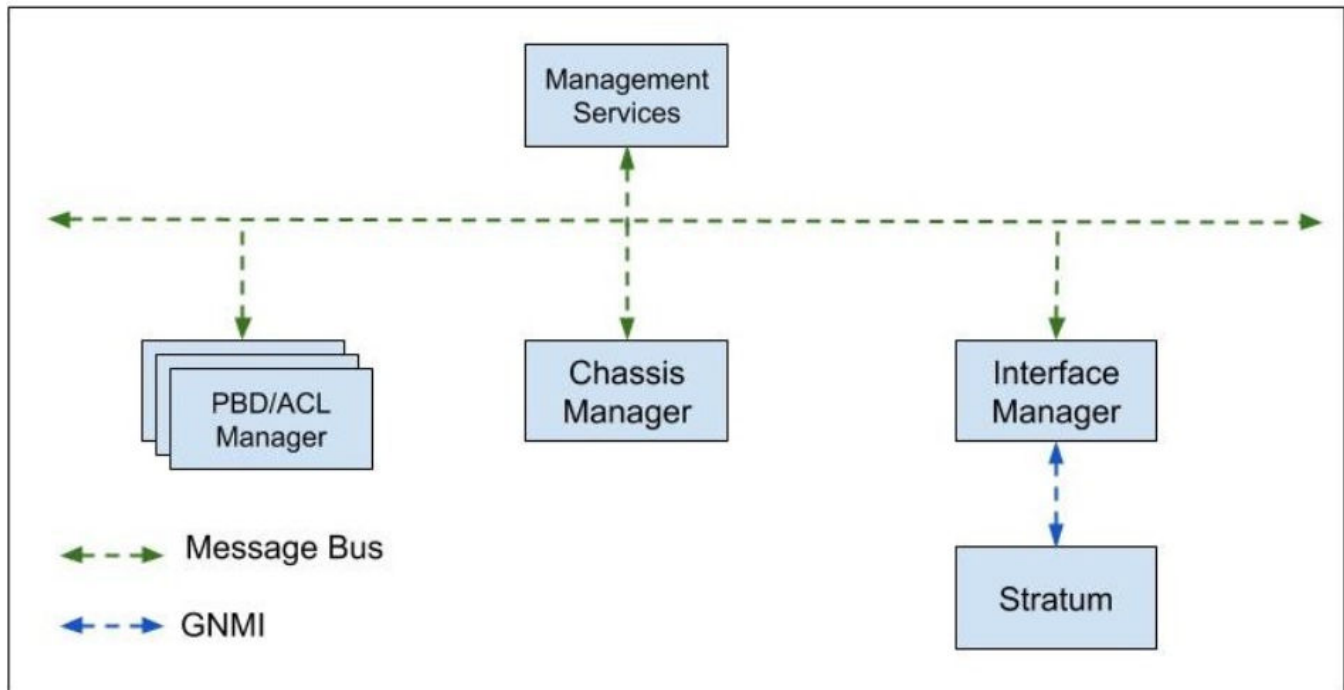 Management
Services
PBD/ACL
Manager
Chassis
Manager
Interface
Manager
Message Bus
Stratum
GNMI